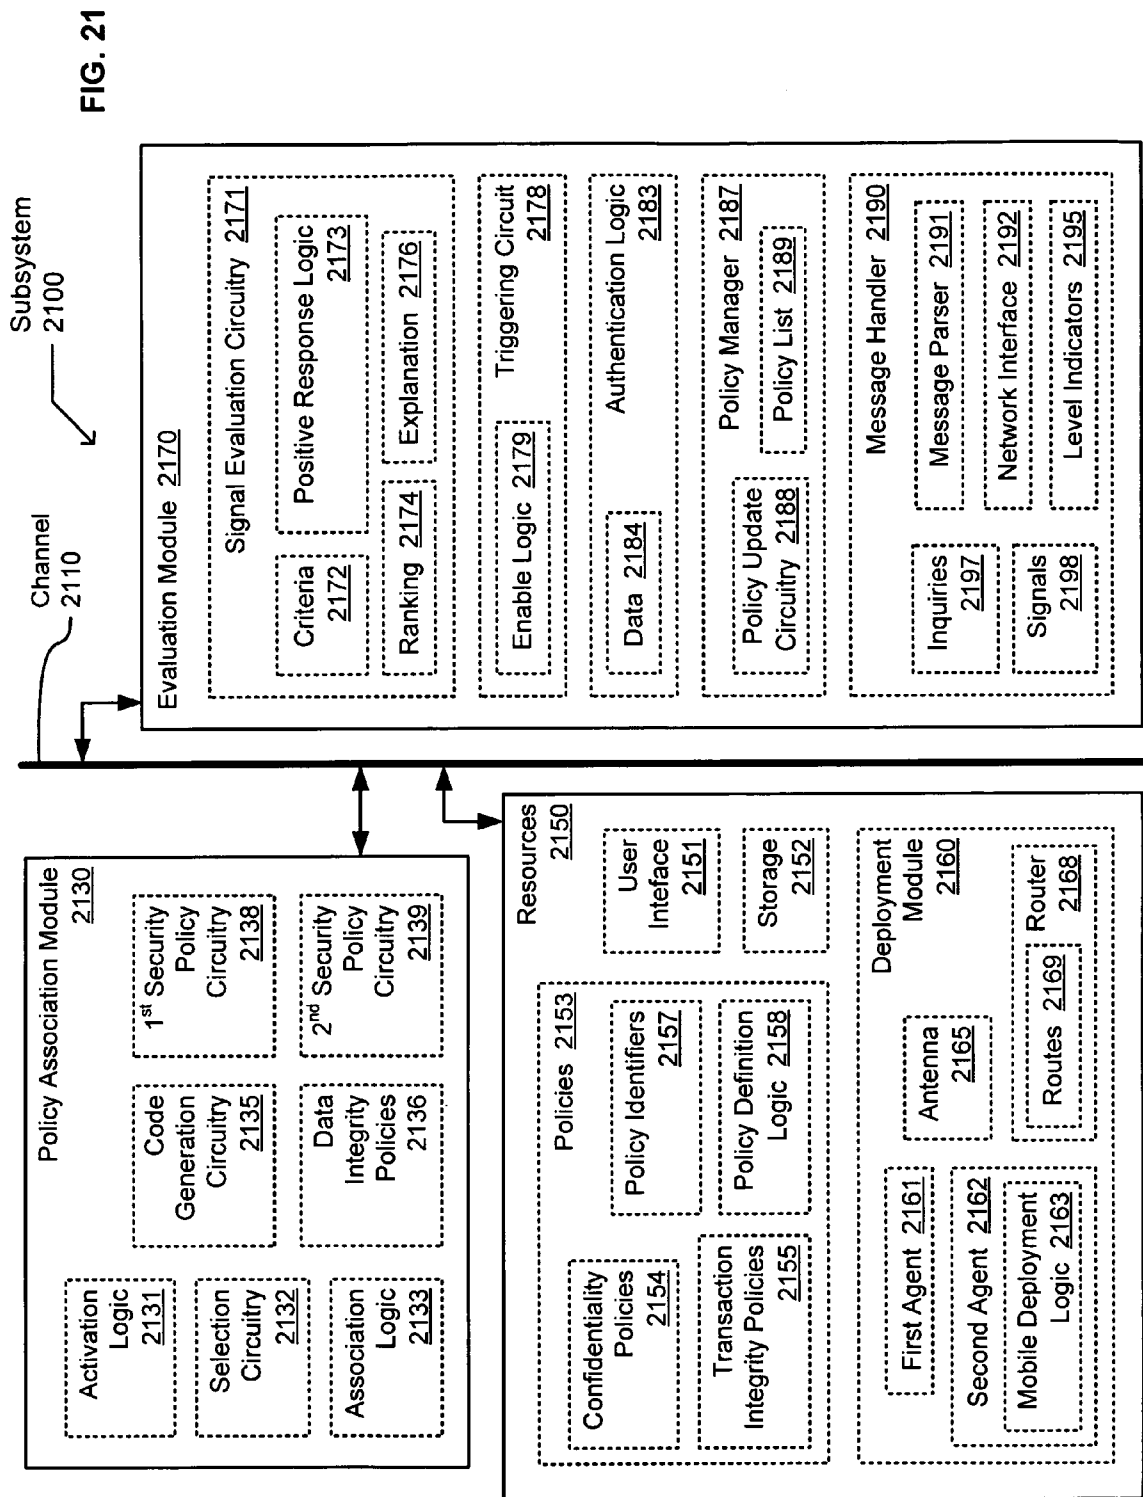 FIG. 21
Subsystem
2100
Channel
2110
Policy Association Module
2130
Activation
Logic
2131
Selection
Circuitry
2132
Association
Logic
2133
Code
Generation
Circuitry
2135
Data
Integrity
Policies
2136
1st Security
Policy
Circuitry
2138
2nd Security
Policy
Circuitry
2139
Resources
2150
User
Inteface
2151
Storage
2152
Policies 2153
Confidentiality
Policies
2154
Transaction
Integrity Policies
2155
Policy Identifiers
2157
Policy Definition
Logic 2158
Deployment
Module
2160
First Agent 2161
Second Agent 2162
Mobile Deployment
Logic 2163
Antenna
2165
Router
2168
Routes 2169
Evaluation Module 2170
Signal Evaluation Circuitry 2171
Criteria
2172
Positive Response Logic
2173
Ranking 2174
Explanation 2176
Triggering Circuit
2178
Enable Logic 2179
Authentication Logic
2183
Data 2184
Policy Manager
2187
Policy Update
Circuitry 2188
Policy List 2189
Message Handler 2190
Message Parser 2191
Network Interface 2192
Level Indicators 2195
Inquiries
2197
Signals
2198